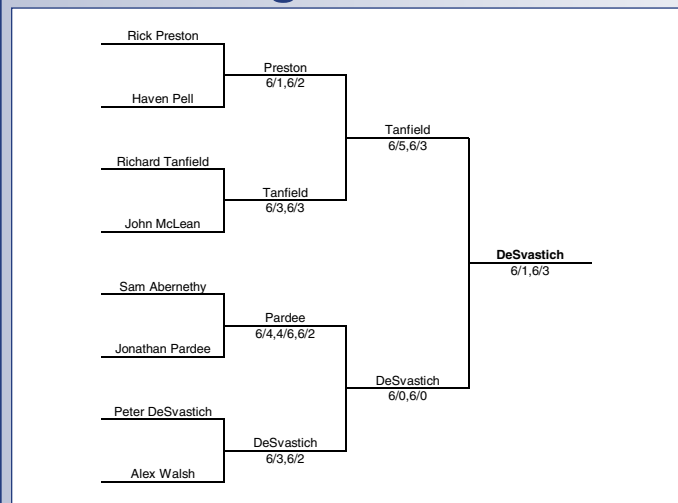 Rick Preston
Preston
6/1,6/2
Haven Pell
Tanfield
6/5,6/3
Richard Tanfield
Tanfield
6/3,6/3
John McLean
DeSvastich
6/1,6/3
Sam Abernethy
Pardee
6/4,4/6,6/2
Jonathan Pardee
DeSvastich
6/0,6/0
Peter DeSvastich
DeSvastich
6/3,6/2
Alex Walsh